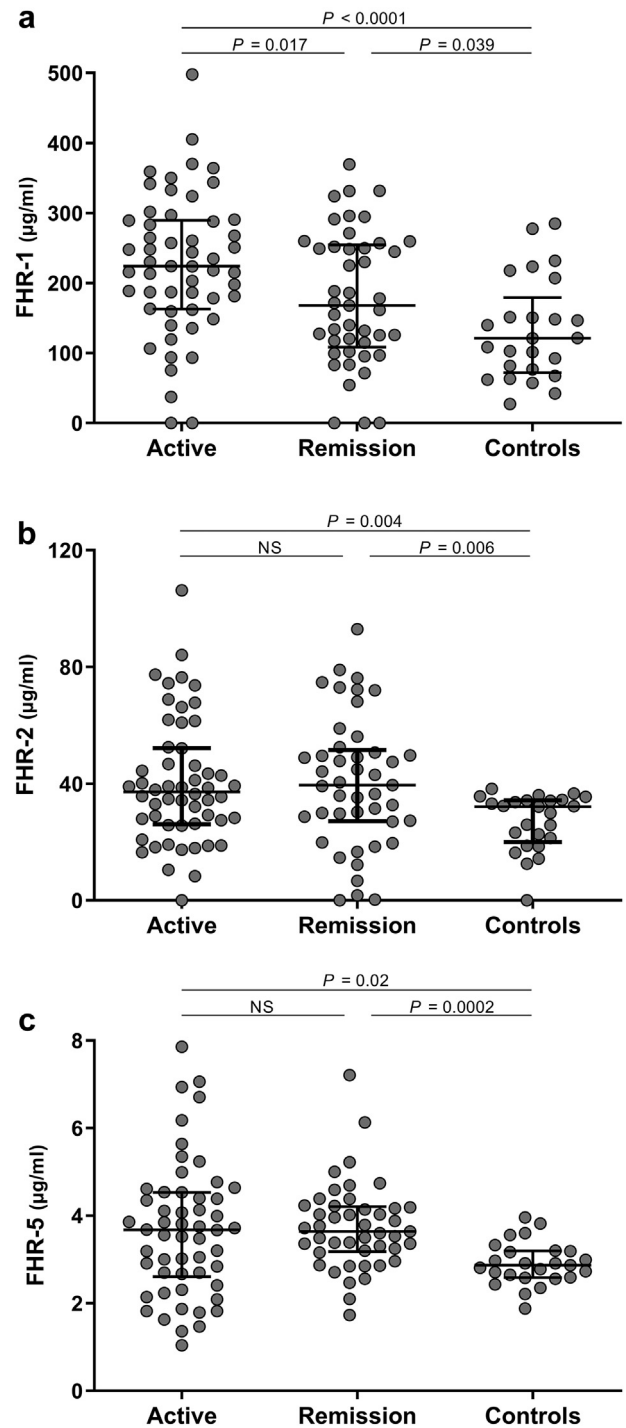 a
P < 0.0001
P = 0.017 P = 0.039
500
400
300
200
100
0
FHR-1 (µg/ml)
Active Remission Controls
b
P = 0.004
NS P = 0.006
120
80
40
0
FHR-2 (µg/ml)
Active Remission Controls
c
P = 0.02
NS P = 0.0002
8
6
4
2
0
FHR-5 (µg/ml)
Active Remission Controls